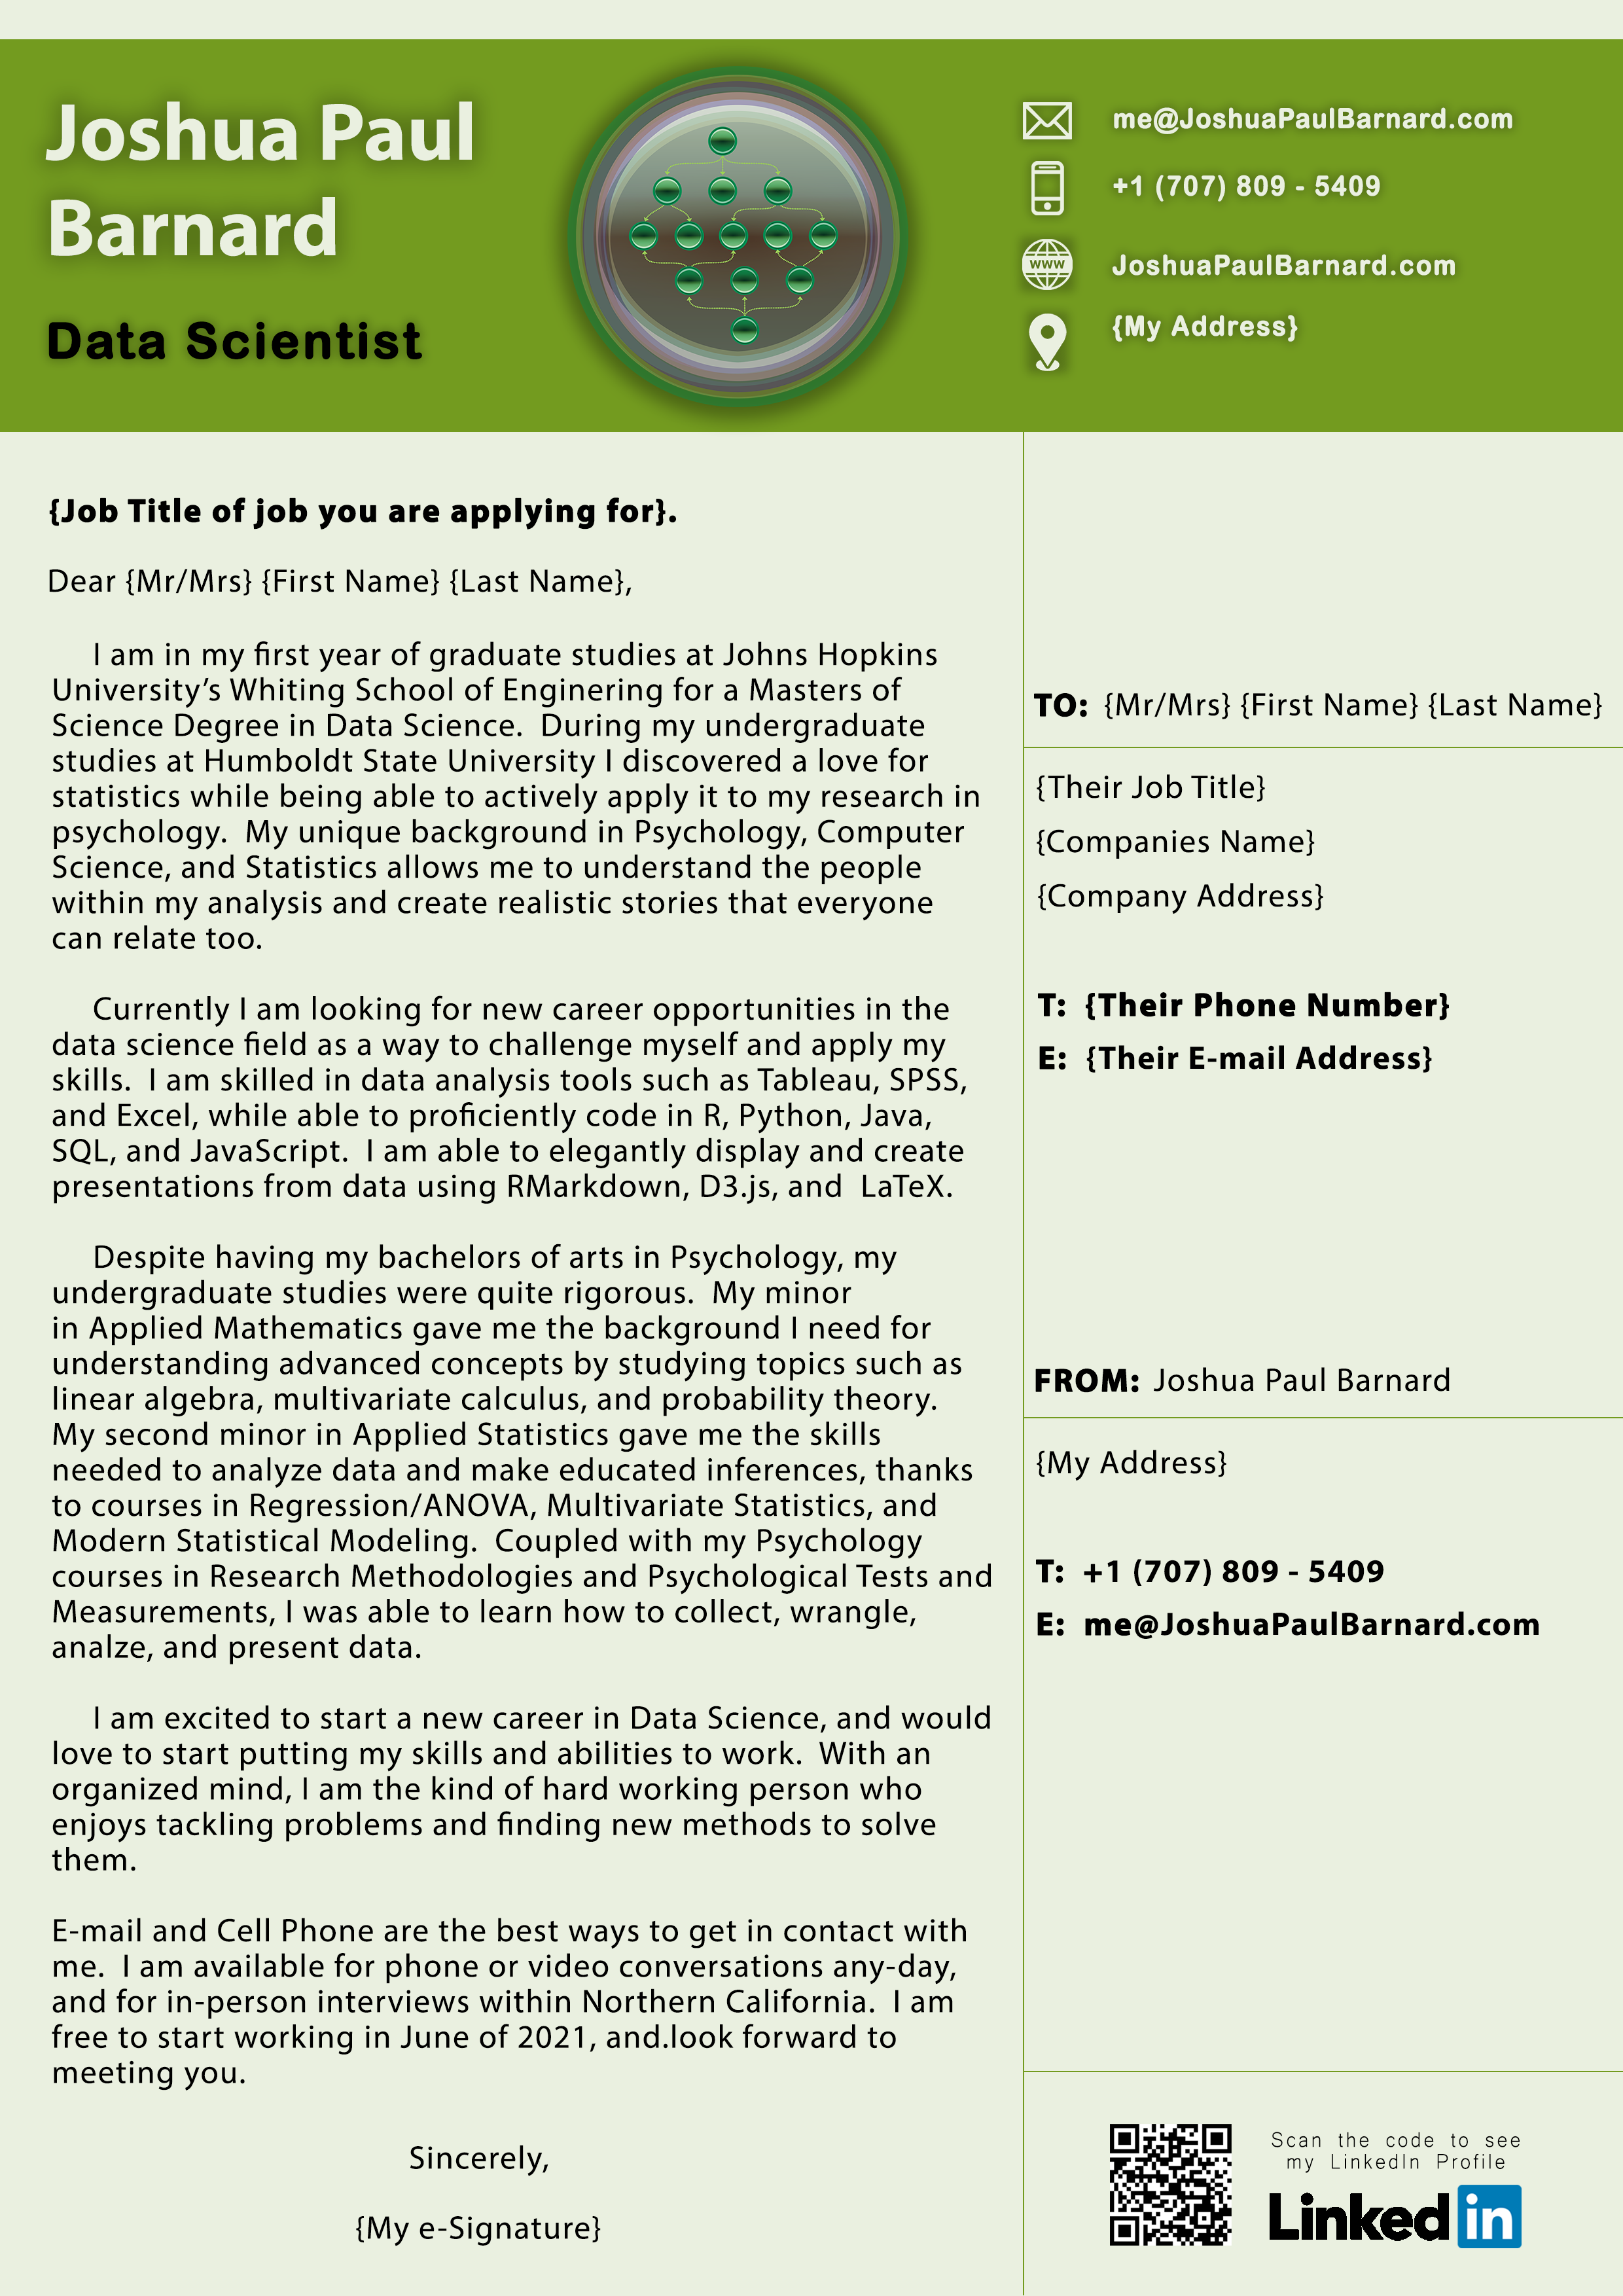 Joshua Paul
Barnard
Data Scientist
me@JoshuaPaulBarnard.com
+1 (707) 809 - 5409
www
JoshuaPaulBarnard.com
{My Address}
{Job Title of job you are applying for}.
Dear {Mr/Mrs} {First Name} {Last Name},
I am in my first year of graduate studies at Johns Hopkins
University’s Whiting School of Enginering for a Masters of
Science Degree in Data Science.  During my undergraduate
studies at Humboldt State University I discovered a love for
statistics while being able to actively apply it to my research in
psychology.  My unique background in Psychology, Computer
Science, and Statistics allows me to understand the people
within my analysis and create realistic stories that everyone
can relate too.
Currently I am looking for new career opportunities in the
data science field as a way to challenge myself and apply my
skills.  I am skilled in data analysis tools such as Tableau, SPSS,
and Excel, while able to proficiently code in R, Python, Java,
SQL, and JavaScript.  I am able to elegantly display and create
presentations from data using RMarkdown, D3.js, and  LaTeX.
Despite having my bachelors of arts in Psychology, my
undergraduate studies were quite rigorous.  My minor
in Applied Mathematics gave me the background I need for
understanding advanced concepts by studying topics such as
linear algebra, multivariate calculus, and probability theory.
My second minor in Applied Statistics gave me the skills
needed to analyze data and make educated inferences, thanks
to courses in Regression/ANOVA, Multivariate Statistics, and
Modern Statistical Modeling.  Coupled with my Psychology
courses in Research Methodologies and Psychological Tests and
Measurements, I was able to learn how to collect, wrangle,
analze, and present data.
I am excited to start a new career in Data Science, and would
love to start putting my skills and abilities to work.  With an
organized mind, I am the kind of hard working person who
enjoys tackling problems and finding new methods to solve
them.
E-mail and Cell Phone are the best ways to get in contact with
me.  I am available for phone or video conversations any-day,
and for in-person interviews within Northern California.  I am
free to start working in June of 2021, and.look forward to
meeting you.
Sincerely,
{My e-Signature}
TO: {Mr/Mrs} {First Name} {Last Name}
{Their Job Title}
{Companies Name}
{Company Address}
T: {Their Phone Number}
E: {Their E-mail Address}
FROM: Joshua Paul Barnard
{My Address}
T: +1 (707) 809 - 5409
E: me@JoshuaPaulBarnard.com
Scan the code to see
my LinkedIn Profile
Linked in